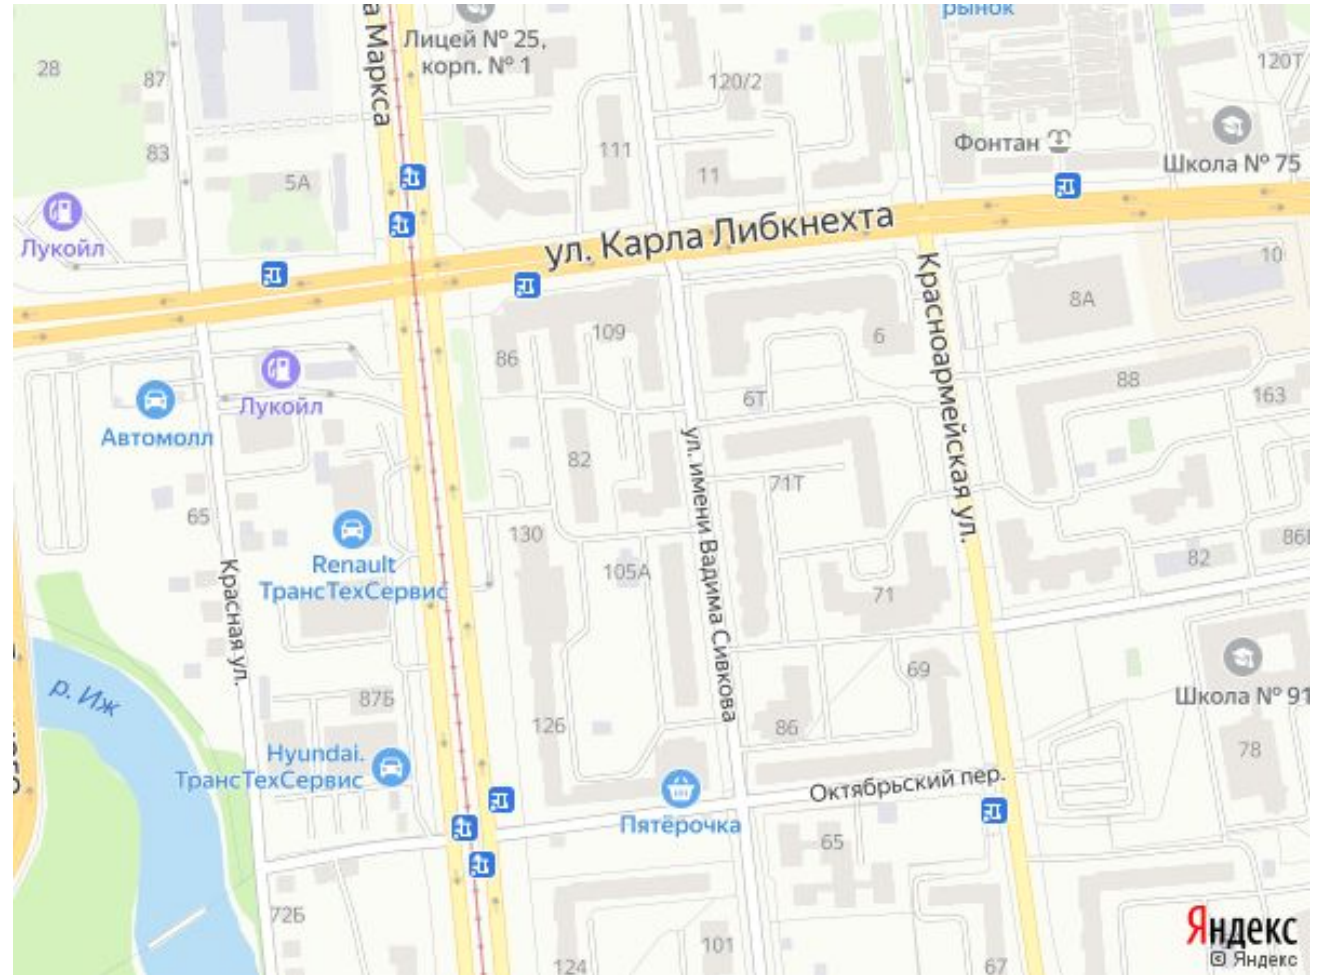 а Маркса
Лицей № 25,
корп. № 1
рынок
28
87
120/2
120Т
83
111
Фонтан
Школа № 75
5А
11
Лукойл
ул. Карла Либкнехта
10
8А
109
6
86
88
Красноармейская ул.
Лукойл
6Т
163
Автомолл
82
ул. имени Вадима Сивкова
71Т
65
130
Renault
ТрансТехСервис
105А
82
71
Красная ул.
69
р. Иж
Школа № 91
87Б
126
86
78
Hyundai.
ТрансТехСервис
Октябрьский пер.
Пятёрочка
65
72Б
101
124
67
Яндекс
© Яндекс